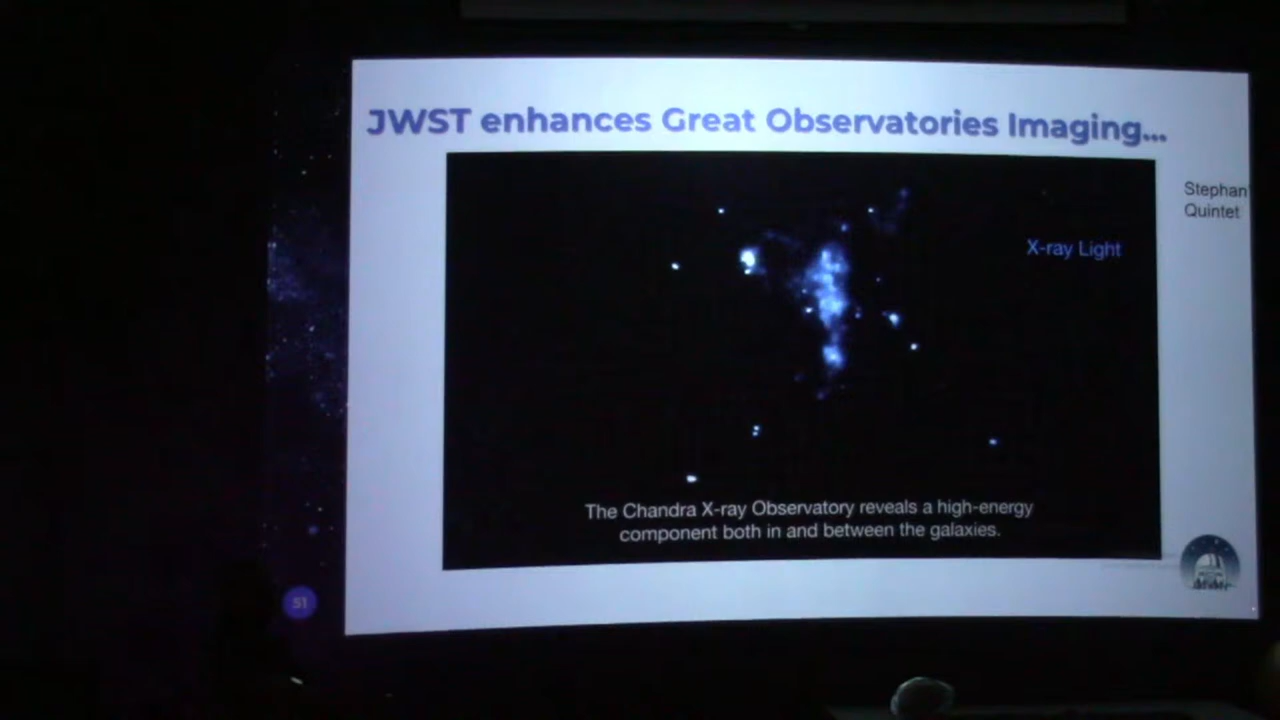 JWST enhances Great Observatories Imaging...
Stephan'
Quintet
X-ray Light
The Chandra X-ray Observatory reveals a high-energy
component both in and between the galaxies.
51